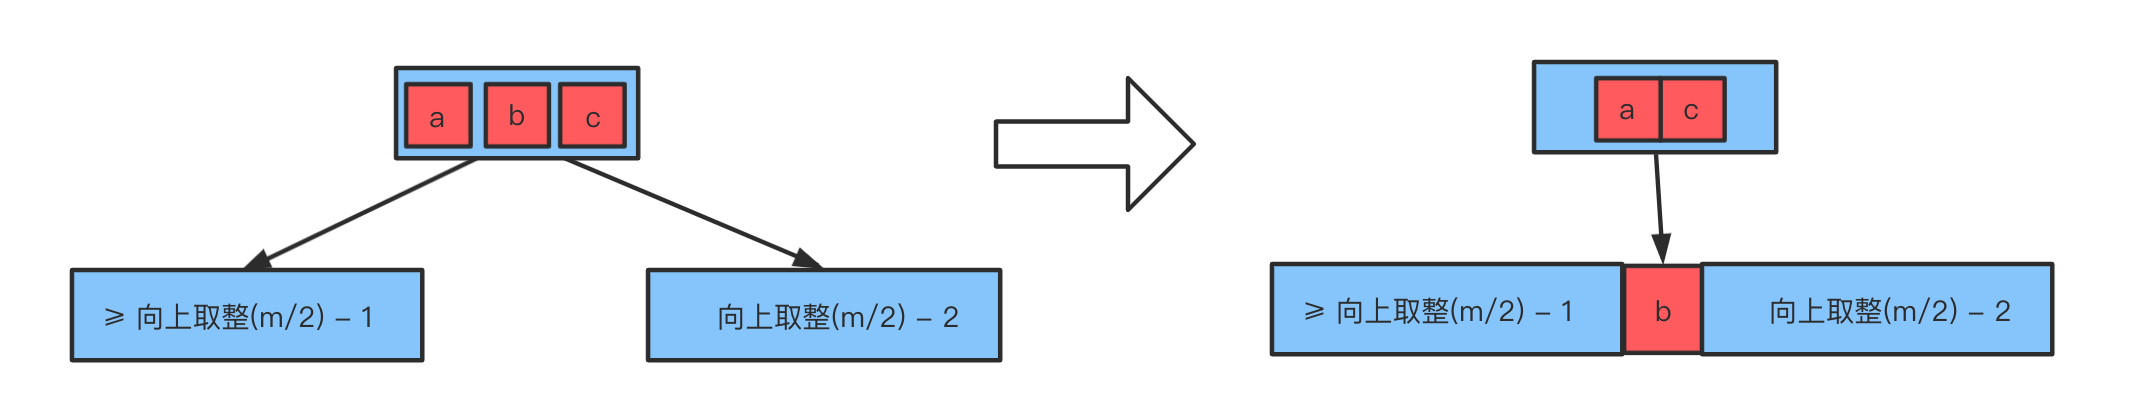 a b c
≥ 向上取整(m/2) – 1
向上取整(m/2) – 2
a c
≥ 向上取整(m/2) – 1
b
向上取整(m/2) – 2